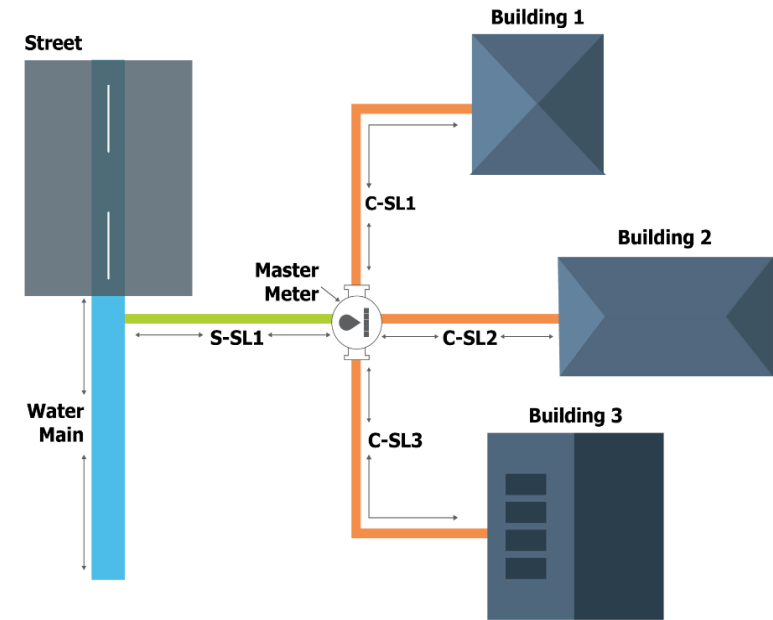 Building 1
Street
C-SL1
Building 2
Master
Meter
S-SL1
C-SL2
Water
Main
Building 3
C-SL3